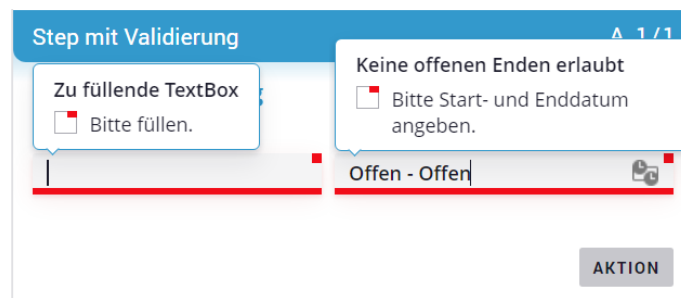 Step mit Validierung
Keine offenen Enden erlaubt
Bitte Start- und Enddatum
angeben.
Zu füllende TextBox
Bitte füllen.
Offen - Offen
AKTION